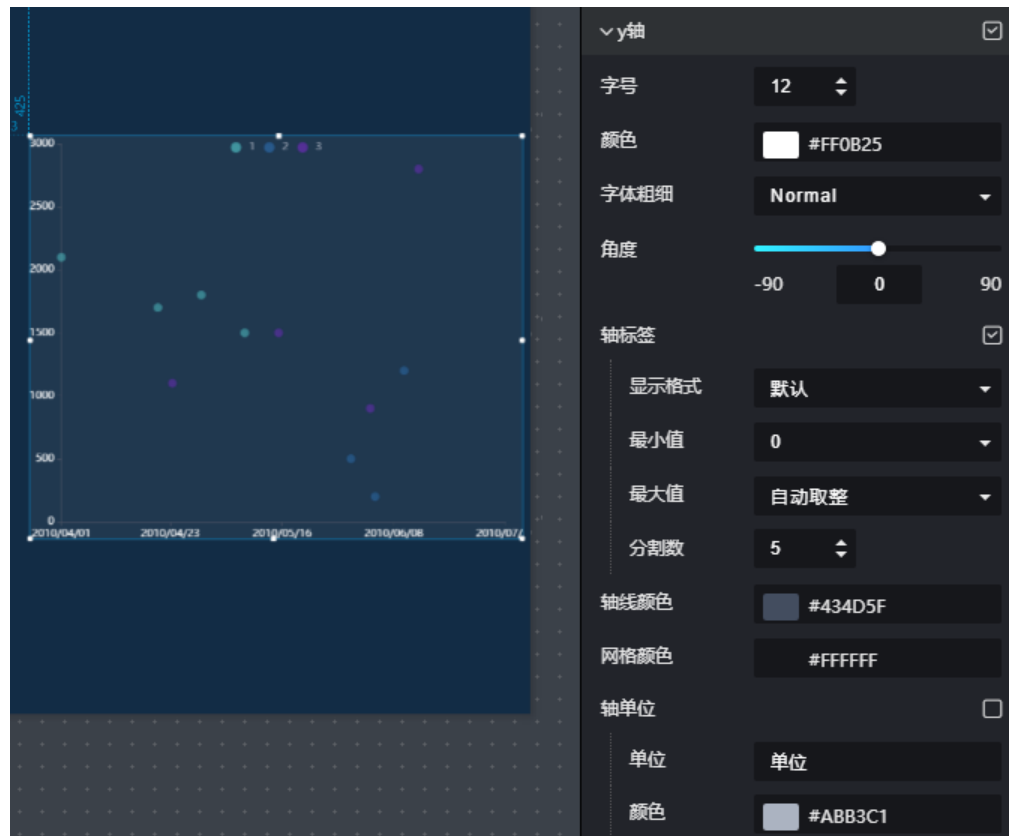 425
3000
1 2 3
2500
2000
1500
1000
500
0
2010/04/01 2010/04/23 2010/05/16 2010/06/08 2010/07/
y轴
字号 12
颜色 #FF0B25
字体粗细 Normal
角度
-90 0 90
轴标签
显示格式 默认
最小值 0
最大值 自动取整
分割数 5
轴线颜色 #434D5F
网格颜色 #FFFFFF
轴单位
单位 单位
颜色 #ABB3C1